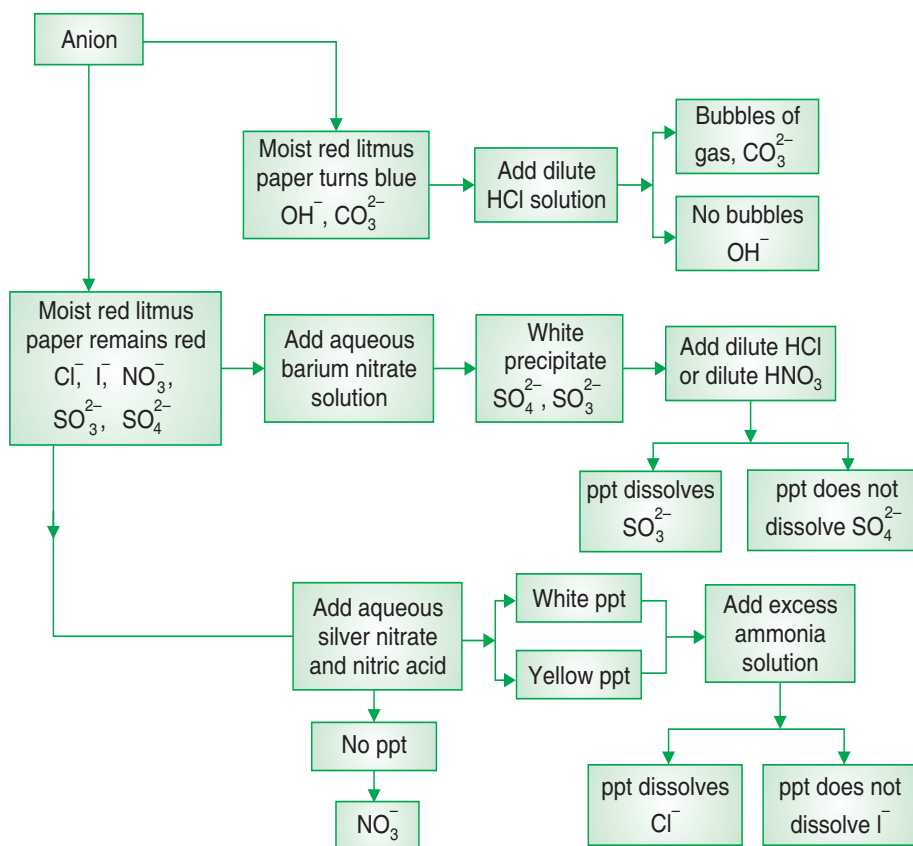 Anion
Moist red litmus
paper turns blue
OH⁻, CO₃²⁻
Add dilute
HCl solution
Bubbles of
gas, CO₃²⁻
No bubbles
OH⁻
Moist red litmus
paper remains red
Cl⁻, I⁻, NO₃⁻,
SO₃²⁻, SO₄²⁻
Add aqueous
barium nitrate
solution
White
precipitate
SO₄²⁻, SO₃²⁻
Add dilute HCl
or dilute HNO₃
ppt dissolves
SO₃²⁻
ppt does not
dissolve SO₄²⁻
Add aqueous
silver nitrate
and nitric acid
White ppt
Yellow ppt
Add excess
ammonia
solution
No ppt
NO₃⁻
ppt dissolves
Cl⁻
ppt does not
dissolve I⁻